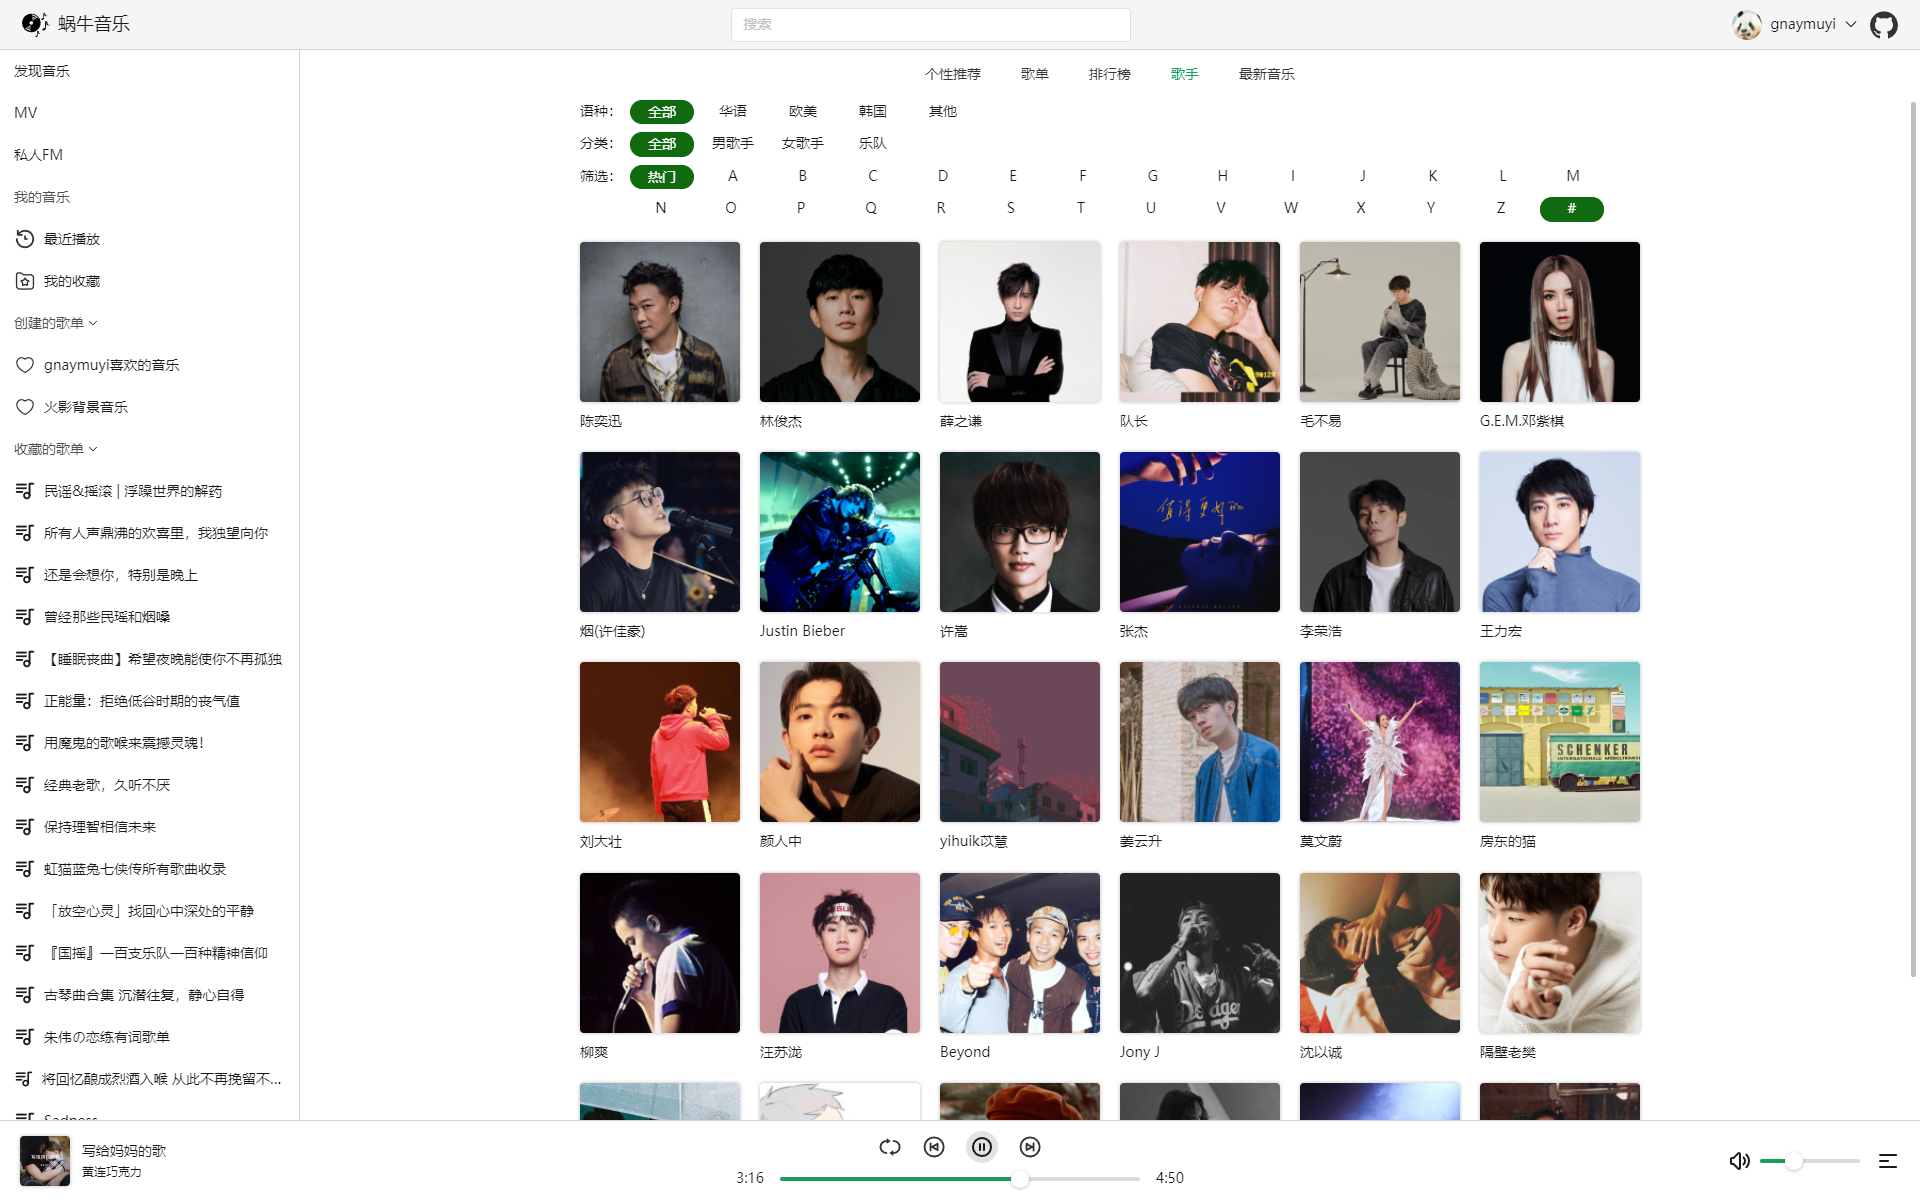 蜗牛音乐
搜索
gnaymuyi
发现音乐
MV
私人FM
我的音乐
最近播放
我的收藏
创建的歌单
gnaymuyi喜欢的音乐
火影背景音乐
收藏的歌单
民谣&摇滚 | 浮躁世界的解药
所有人声鼎沸的欢喜里，我独望向你
还是会想你，特别是晚上
曾经那些民瑶和烟嗓
【睡眠丧曲】希望夜晚能使你不再孤独
正能量：拒绝低谷时期的丧气值
用魔鬼的歌喉来震撼灵魂！
经典老歌，久听不厌
保持理智相信未来
虹猫蓝兔七侠传所有歌曲收录
「放空心灵」找回心中深处的平静
『国摇』一百支乐队一百种精神信仰
古琴曲合集 沉潜往复，静心自得
朱伟の恋练有词歌单
将回忆酿成烈酒入喉 从此不再挽留不...
Sadness
个性推荐 歌单 排行榜 歌手 最新音乐
语种： 全部 华语 欧美 韩国 其他
分类： 全部 男歌手 女歌手 乐队
筛选： 热门 A B C D E F G H I J K L M
N O P Q R S T U V W X Y Z #
陈奕迅 林俊杰 薛之谦 队长 毛不易 G.E.M.邓紫棋
值得更好的
烟(许佳豪) Justin Bieber 许嵩 张杰 李荣浩 王力宏
SCHENKER
刘大壮 颜人中 yihuik苡慧 姜云升 莫文蔚 房东的猫
柳爽 汪苏泷 Beyond Jony J 沈以诚 隔壁老樊
写给妈妈的歌
黄连巧克力
3:16 4:50